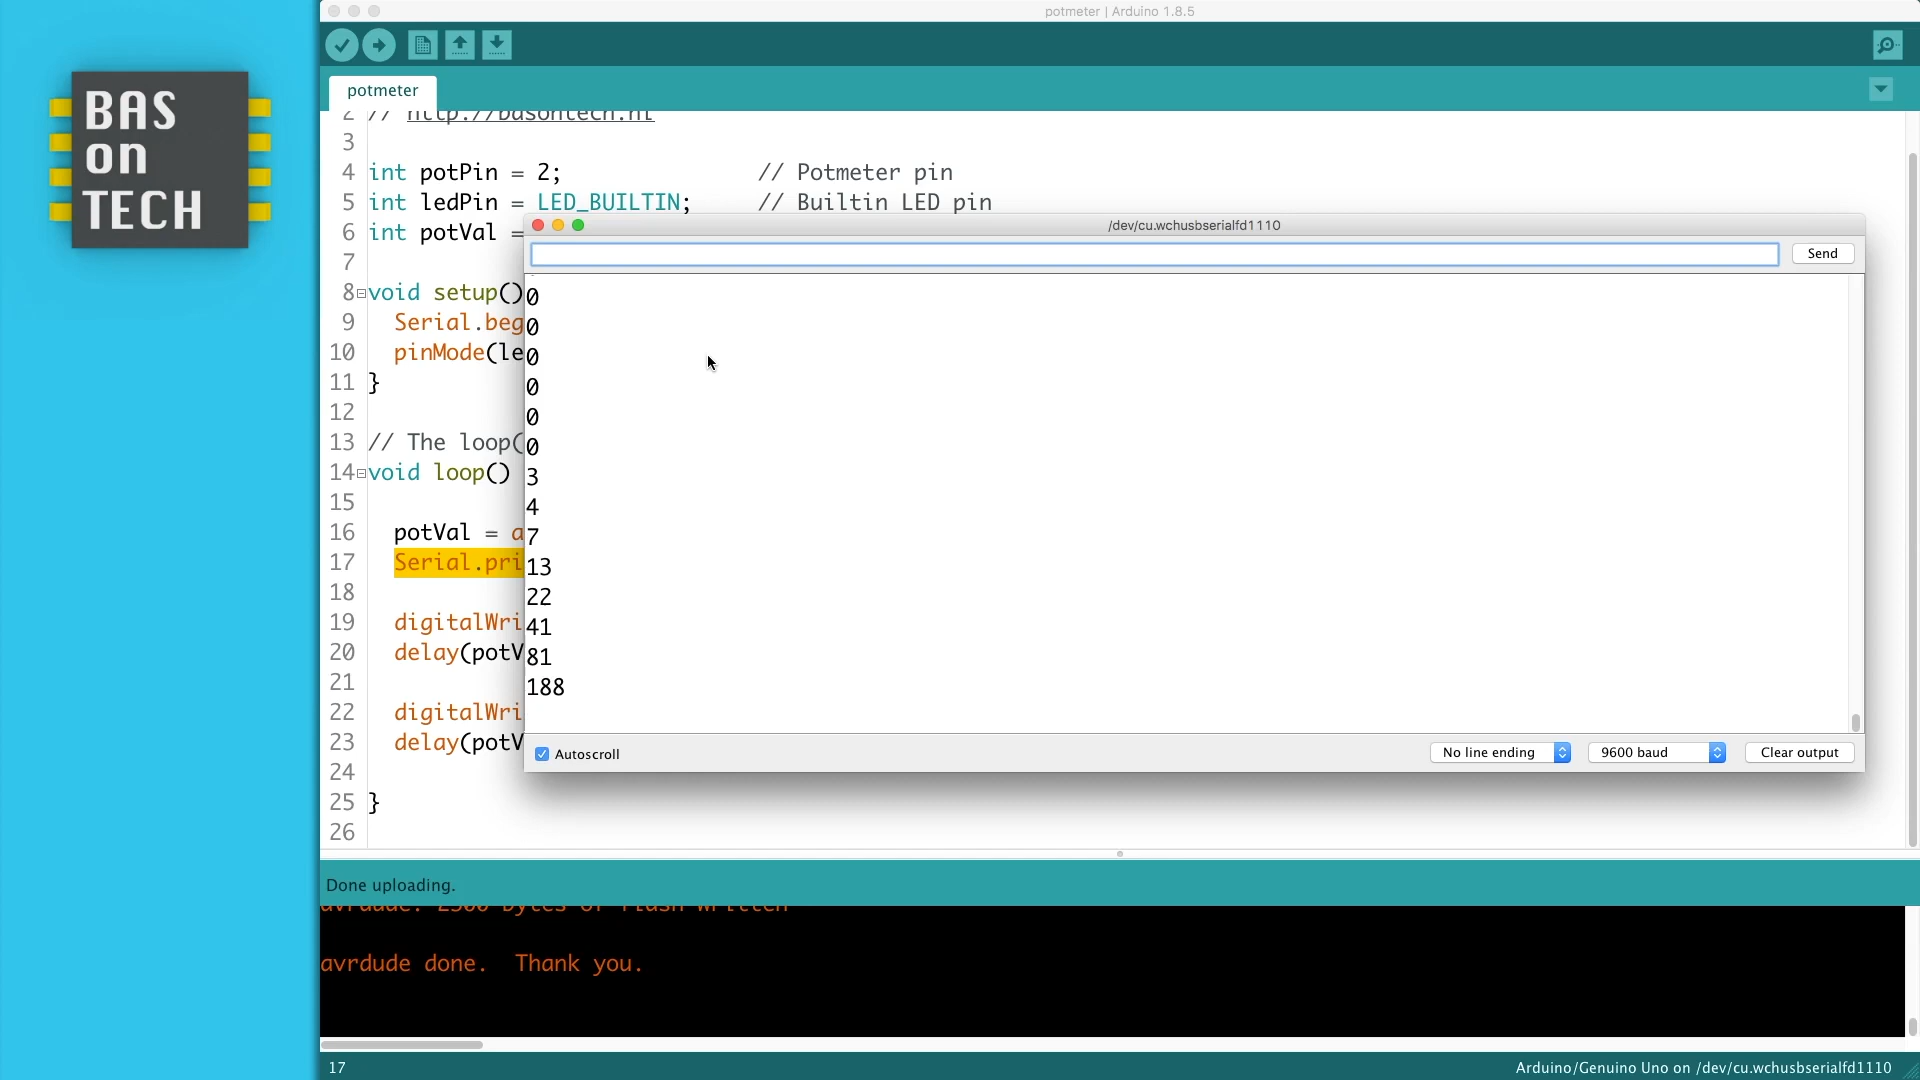 BAS
on
TECH
potmeter | Arduino 1.8.5
potmeter
2 // http://basontech.nl
3
4 int potPin = 2; // Potmeter pin
5 int ledPin = LED_BUILTIN; // Builtin LED pin
6 int potVal =
7
8 void setup()
9 Serial.beg
10 pinMode(le
11 }
12
13 // The loop(
14 void loop()
15
16 potVal = a
17 Serial.pri
18
19 digitalWri
20 delay(potV
21
22 digitalWri
23 delay(potV
24
25 }
26
/dev/cu.wchusbserialfd1110
Send
0
0
0
0
0
0
3
4
7
13
22
41
81
188
Autoscroll
No line ending
9600 baud
Clear output
Done uploading.
avrdude: 2560 bytes of flash written
avrdude done. Thank you.
17
Arduino/Genuino Uno on /dev/cu.wchusbserialfd1110